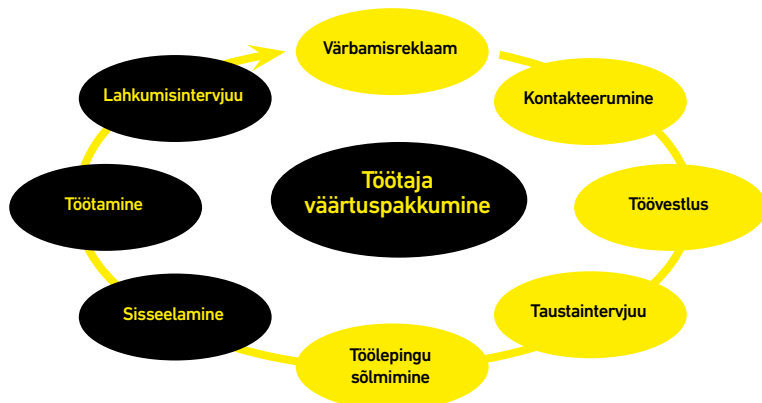 Värbamisreklaam
Kontakteerumine
Töövestlus
Taustaintervjuu
Töölepingu
sõlmimine
Sisseelamine
Töötamine
Lahkumisintervjuu
Töötaja
väärtuspakkumine